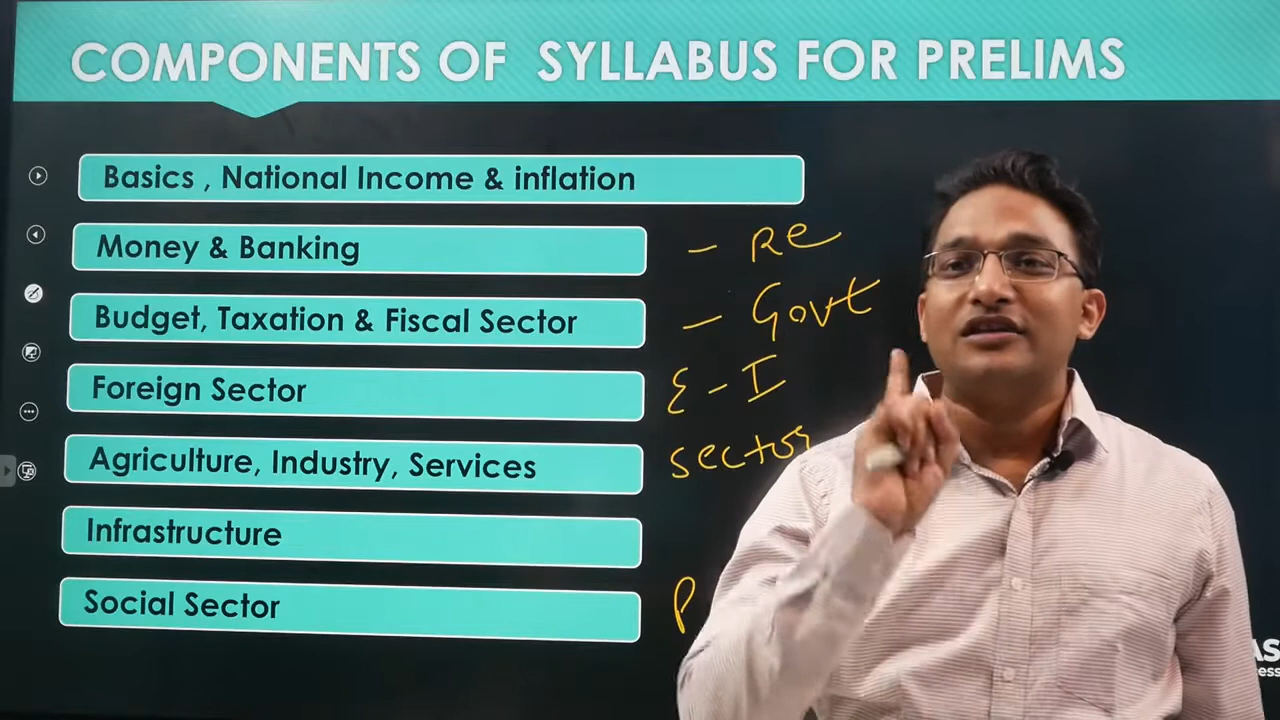 COMPONENTS OF SYLLABUS FOR PRELIMS
Basics , National Income & inflation
Money & Banking - Re
Budget, Taxation & Fiscal Sector - Govt
Foreign Sector E - I
Agriculture, Industry, Services sector
Infrastructure
Social Sector P